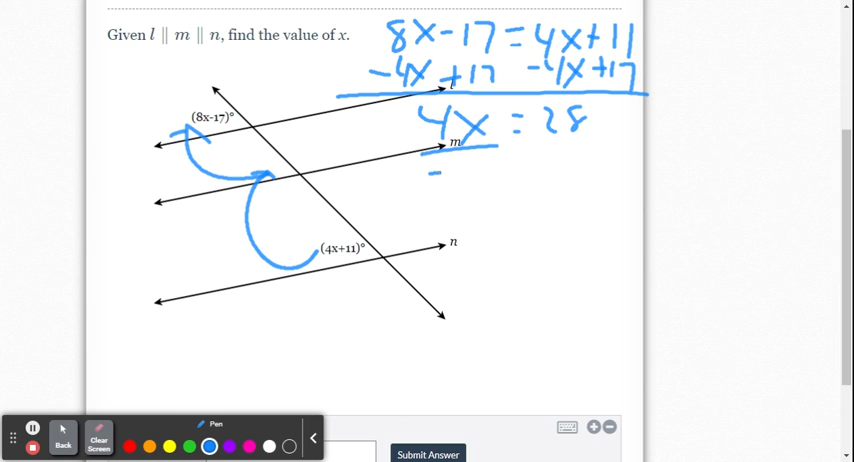 Given l ∥ m ∥ n, find the value of x.
8x-17=4x+11
-4x +17 -4x+17
4x = 28
l
(8x-17)°
m
(4x+11)°
n
Pen
Back
Clear Screen
Submit Answer